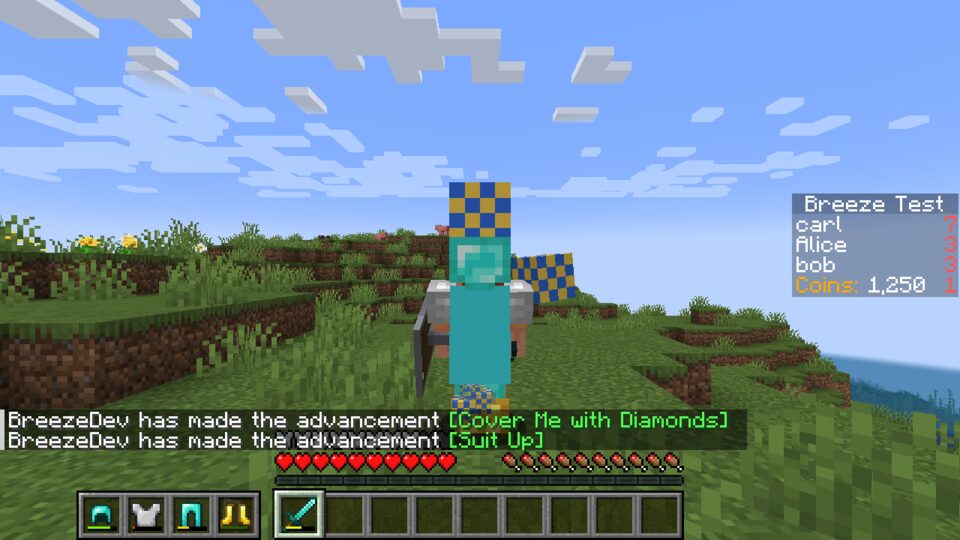 Breeze Test
carl 7
Alice 3
bob 3
Coins: 1,250 1
BreezeDev has made the advancement [Cover Me with Diamonds]
BreezeDev has made the advancement [Suit Up]